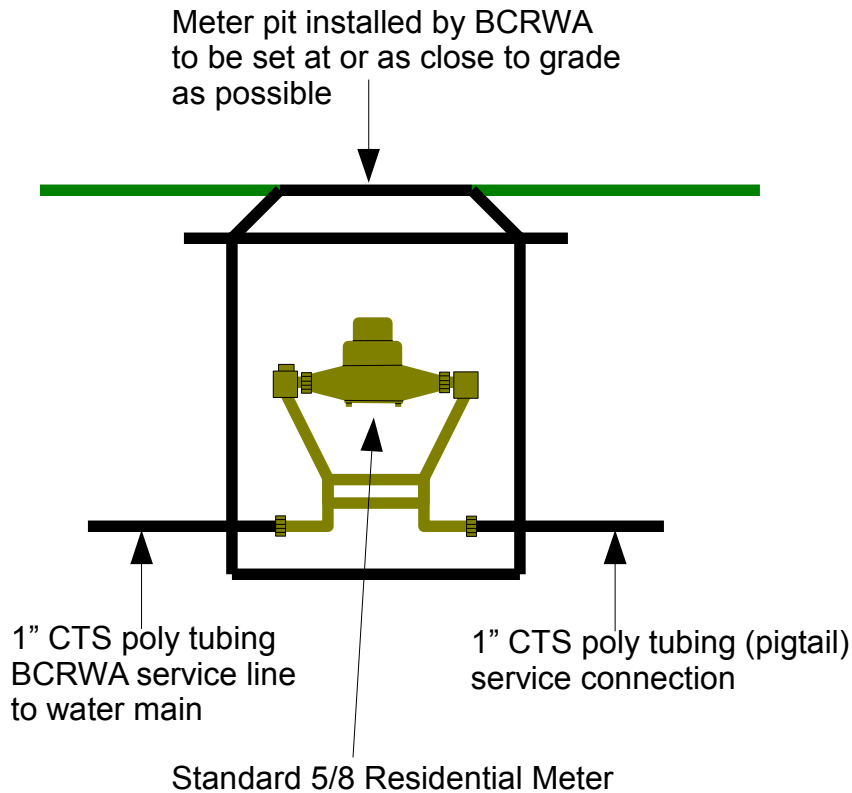 Meter pit installed by BCRWA
to be set at or as close to grade
as possible
1” CTS poly tubing
BCRWA service line
to water main
1” CTS poly tubing (pigtail)
service connection
Standard 5/8 Residential Meter